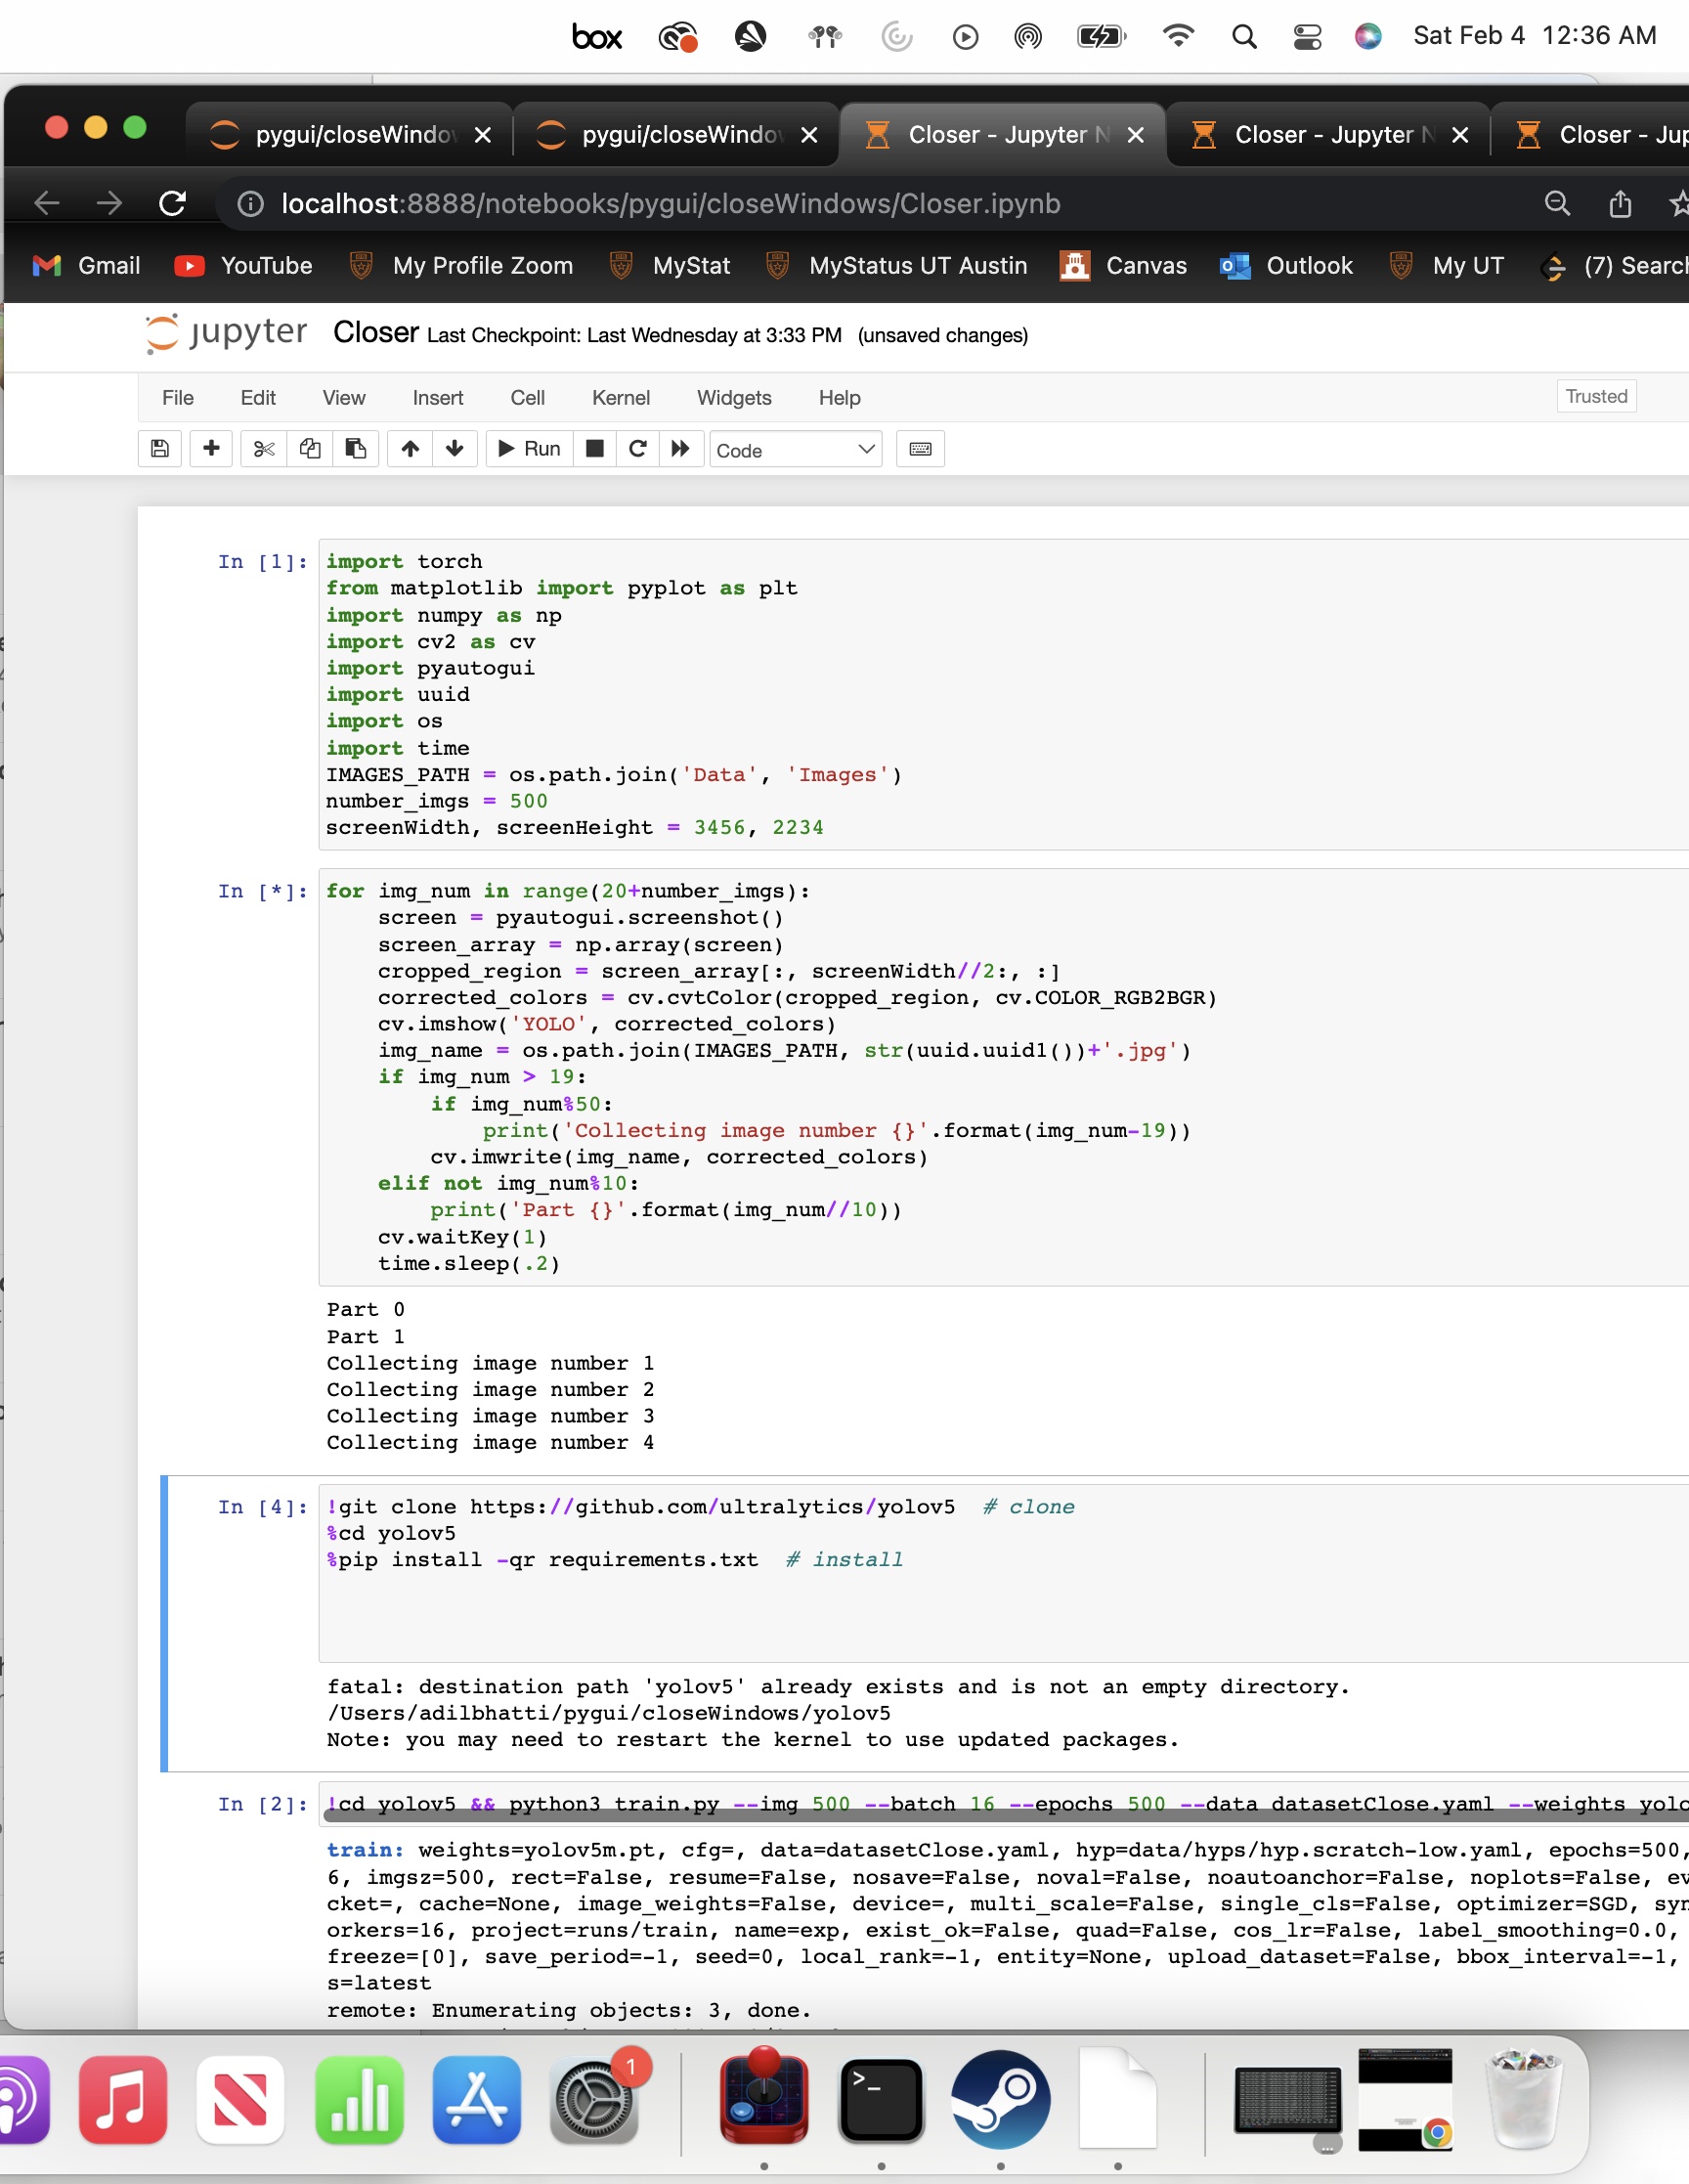 box Sat Feb 4 12:36 AM
pygui/closeWindo pygui/closeWindo Closer - Jupyter N Closer - Jupyter N Closer - Jup
localhost:8888/notebooks/pygui/closeWindows/Closer.ipynb
Gmail YouTube My Profile Zoom MyStat MyStatus UT Austin Canvas Outlook My UT (7) Search
jupyter Closer Last Checkpoint: Last Wednesday at 3:33 PM (unsaved changes)
File Edit View Insert Cell Kernel Widgets Help Trusted
Run Code
In [1]: import torch
from matplotlib import pyplot as plt
import numpy as np
import cv2 as cv
import pyautogui
import uuid
import os
import time
IMAGES_PATH = os.path.join('Data', 'Images')
number_imgs = 500
screenWidth, screenHeight = 3456, 2234
In [*]: for img_num in range(20+number_imgs):
    screen = pyautogui.screenshot()
    screen_array = np.array(screen)
    cropped_region = screen_array[:, screenWidth//2:, :]
    corrected_colors = cv.cvtColor(cropped_region, cv.COLOR_RGB2BGR)
    cv.imshow('YOLO', corrected_colors)
    img_name = os.path.join(IMAGES_PATH, str(uuid.uuid1())+'.jpg')
    if img_num > 19:
        if img_num%50:
            print('Collecting image number {}'.format(img_num-19))
        cv.imwrite(img_name, corrected_colors)
    elif not img_num%10:
        print('Part {}'.format(img_num//10))
    cv.waitKey(1)
    time.sleep(.2)
Part 0
Part 1
Collecting image number 1
Collecting image number 2
Collecting image number 3
Collecting image number 4
In [4]: !git clone https://github.com/ultralytics/yolov5  # clone
%cd yolov5
%pip install -qr requirements.txt  # install
fatal: destination path 'yolov5' already exists and is not an empty directory.
/Users/adilbhatti/pygui/closeWindows/yolov5
Note: you may need to restart the kernel to use updated packages.
In [2]: !cd yolov5 && python3 train.py --img 500 --batch 16 --epochs 500 --data datasetClose.yaml --weights yolo
train: weights=yolov5m.pt, cfg=, data=datasetClose.yaml, hyp=data/hyps/hyp.scratch-low.yaml, epochs=500,
6, imgsz=500, rect=False, resume=False, nosave=False, noval=False, noautoanchor=False, noplots=False, ev
cket=, cache=None, image_weights=False, device=, multi_scale=False, single_cls=False, optimizer=SGD, syn
orkers=16, project=runs/train, name=exp, exist_ok=False, quad=False, cos_lr=False, label_smoothing=0.0,
freeze=[0], save_period=-1, seed=0, local_rank=-1, entity=None, upload_dataset=False, bbox_interval=-1,
s=latest
remote: Enumerating objects: 3, done.
1